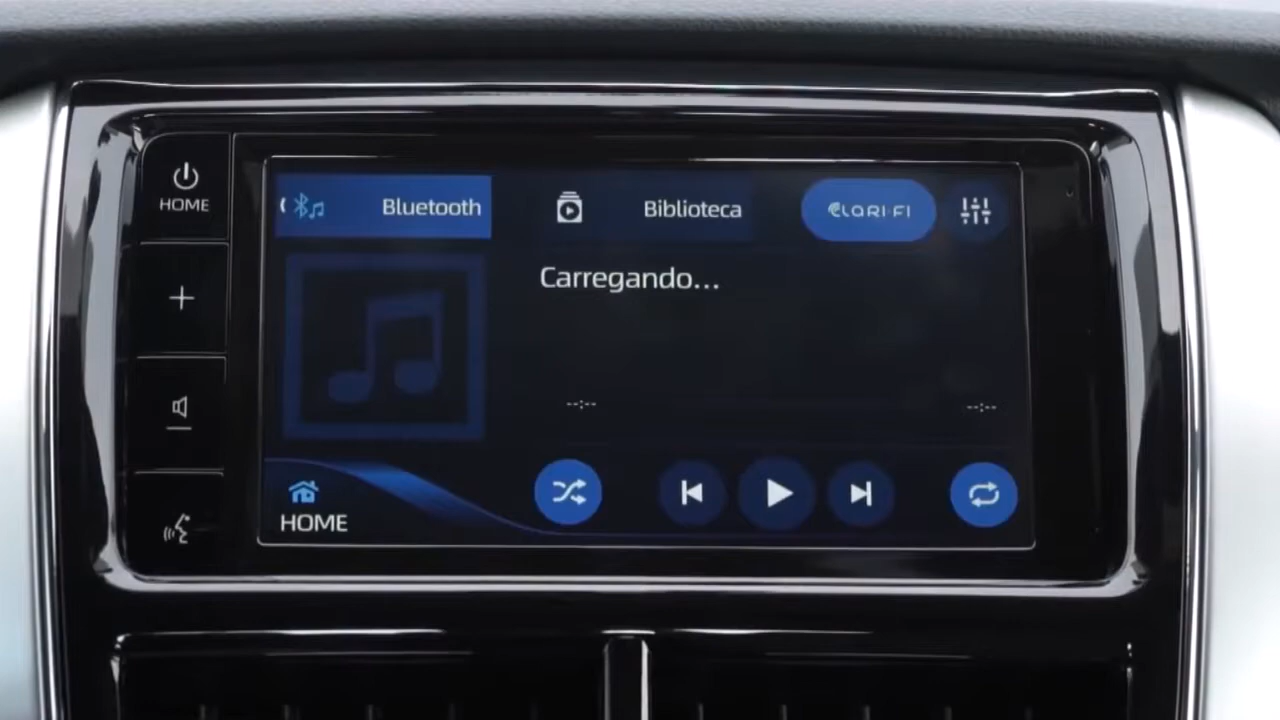 HOME
Bluetooth
Biblioteca
CLARI-FI
Carregando...
--:--
--:--
HOME